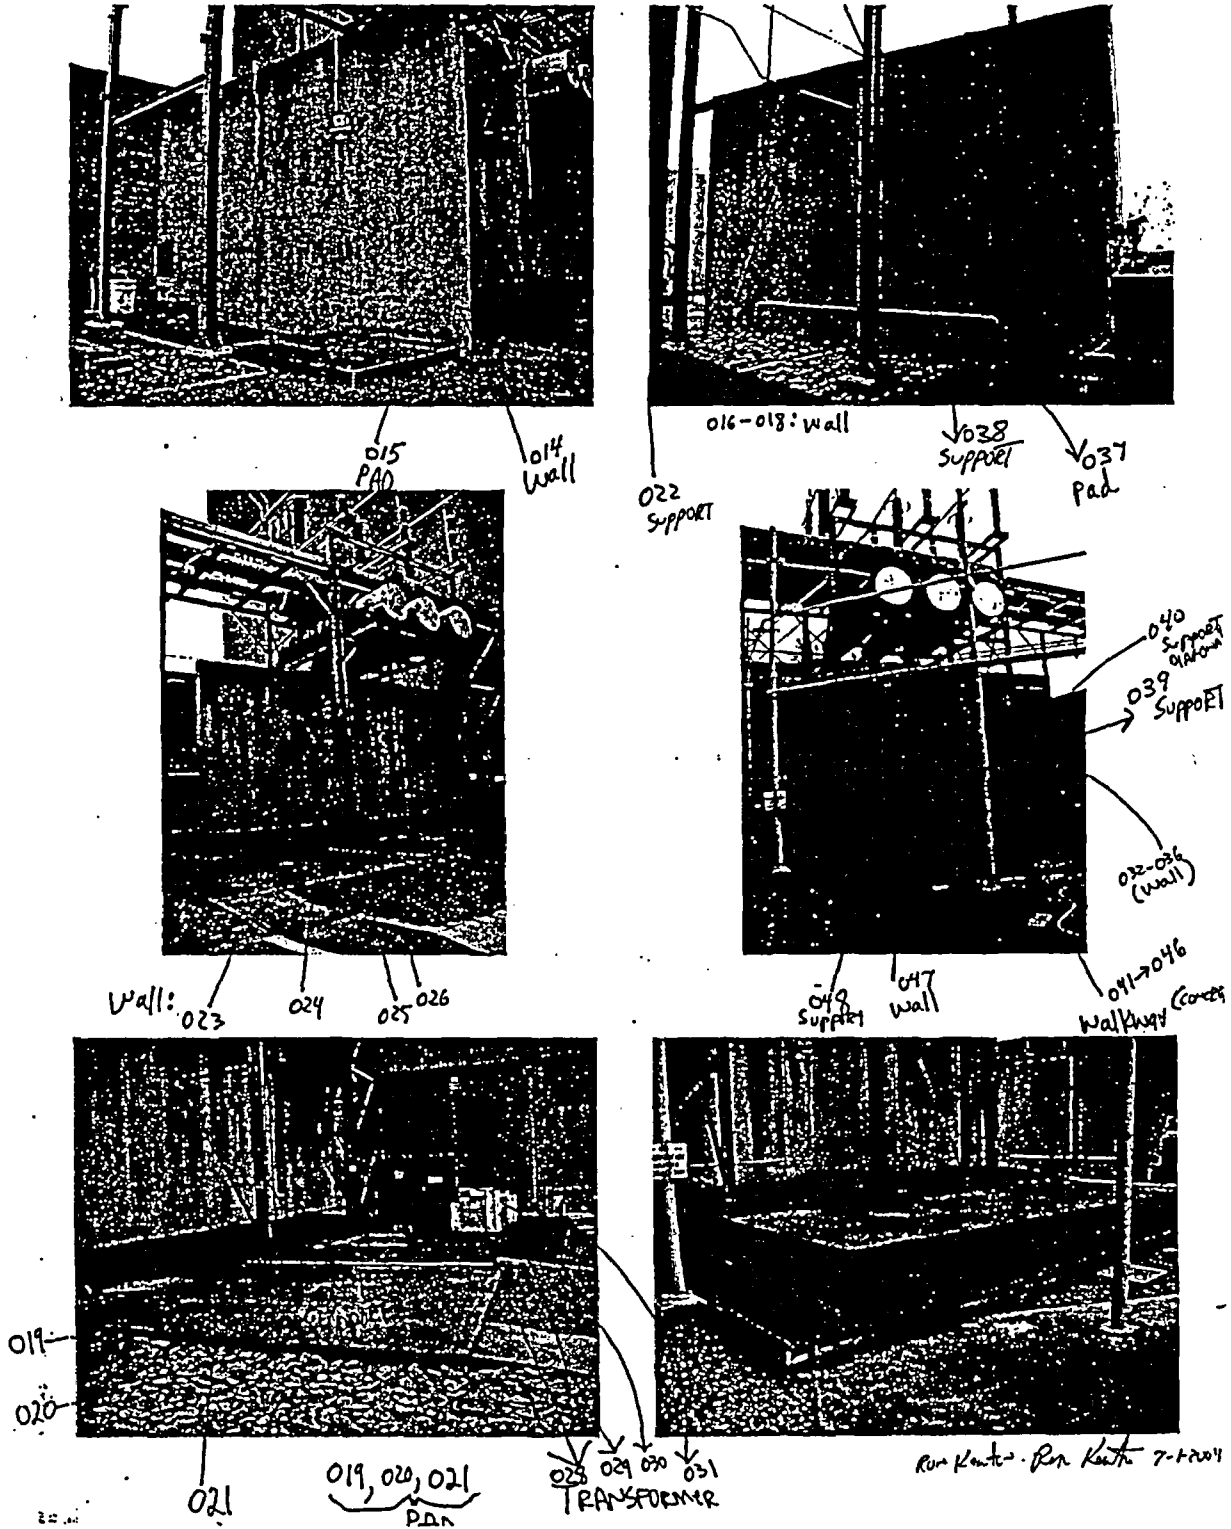 016-018: wall
015
PAD
014
wall
038
SUPPORT
037
Pad
022
SUPPORT
040
SUPPORT
039
SUPPORT
032-036
(wall)
Wall: 023 024 025 026
048
Support
047
wall
041→046
Walkway
019
020
021
019, 020, 021
PAD
028 029 030 031
TRANSFORMER